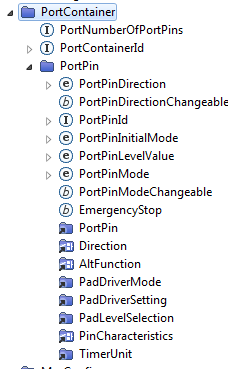 PortContainer
I PortNumberOfPortPins
I PortContainerId
PortPin
e PortPinDirection
b PortPinDirectionChangeable
I PortPinId
e PortPinInitialMode
e PortPinLevelValue
e PortPinMode
b PortPinModeChangeable
b EmergencyStop
PortPin
Direction
AltFunction
PadDriverMode
PadDriverSetting
PadLevelSelection
PinCharacteristics
TimerUnit